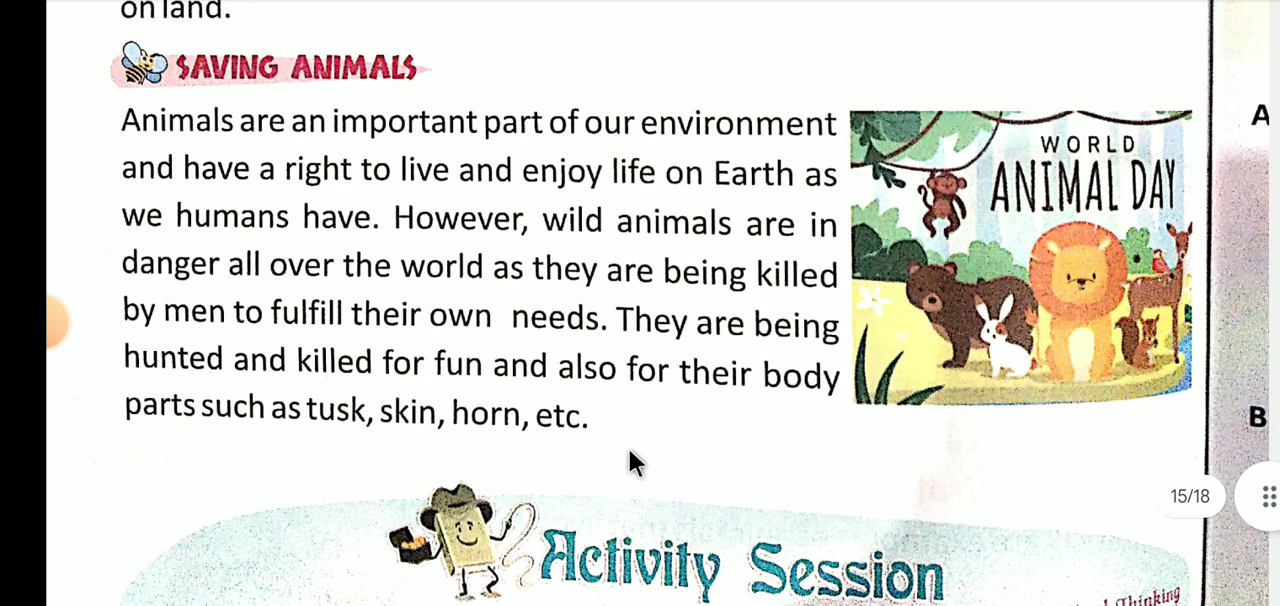 on land.
SAVING ANIMALS
Animals are an important part of our environment
and have a right to live and enjoy life on Earth as
we humans have. However, wild animals are in
danger all over the world as they are being killed
by men to fulfill their own needs. They are being
hunted and killed for fun and also for their body
parts such as tusk, skin, horn, etc.
WORLD
ANIMAL DAY
A
B
15/18
Activity Session
Thinking